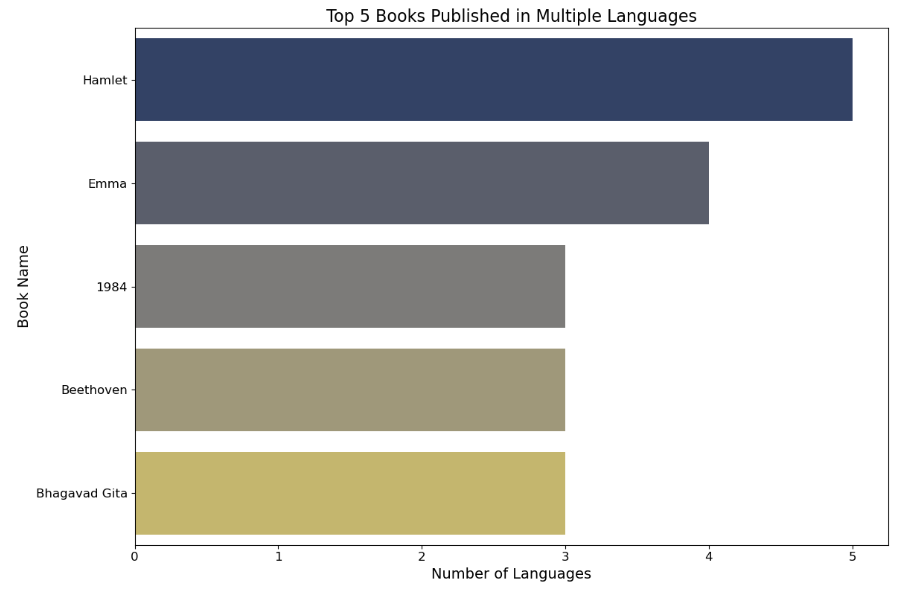 Top 5 Books Published in Multiple Languages
Book Name
Hamlet
Emma
1984
Beethoven
Bhagavad Gita
0 1 2 3 4 5
Number of Languages